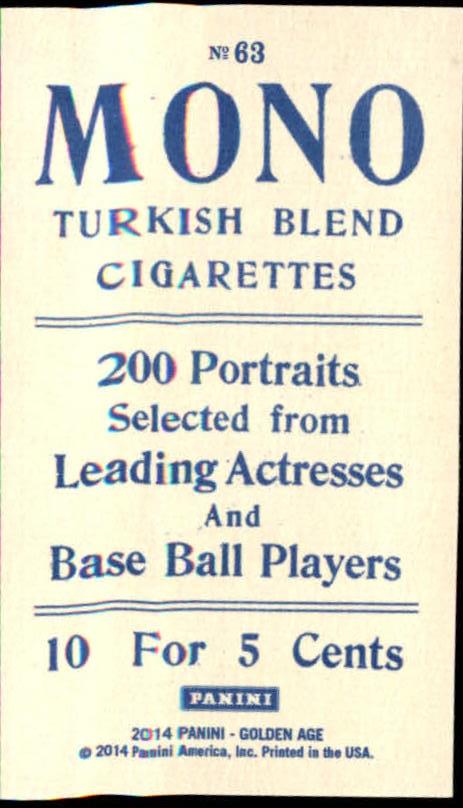 Nº 63
MONO
TURKISH BLEND
CIGARETTES
200 Portraits
Selected from
Leading Actresses
And
Base Ball Players
10 For 5 Cents
PANINI
2014 PANINI - GOLDEN AGE
© 2014 Panini America, Inc. Printed in the USA.